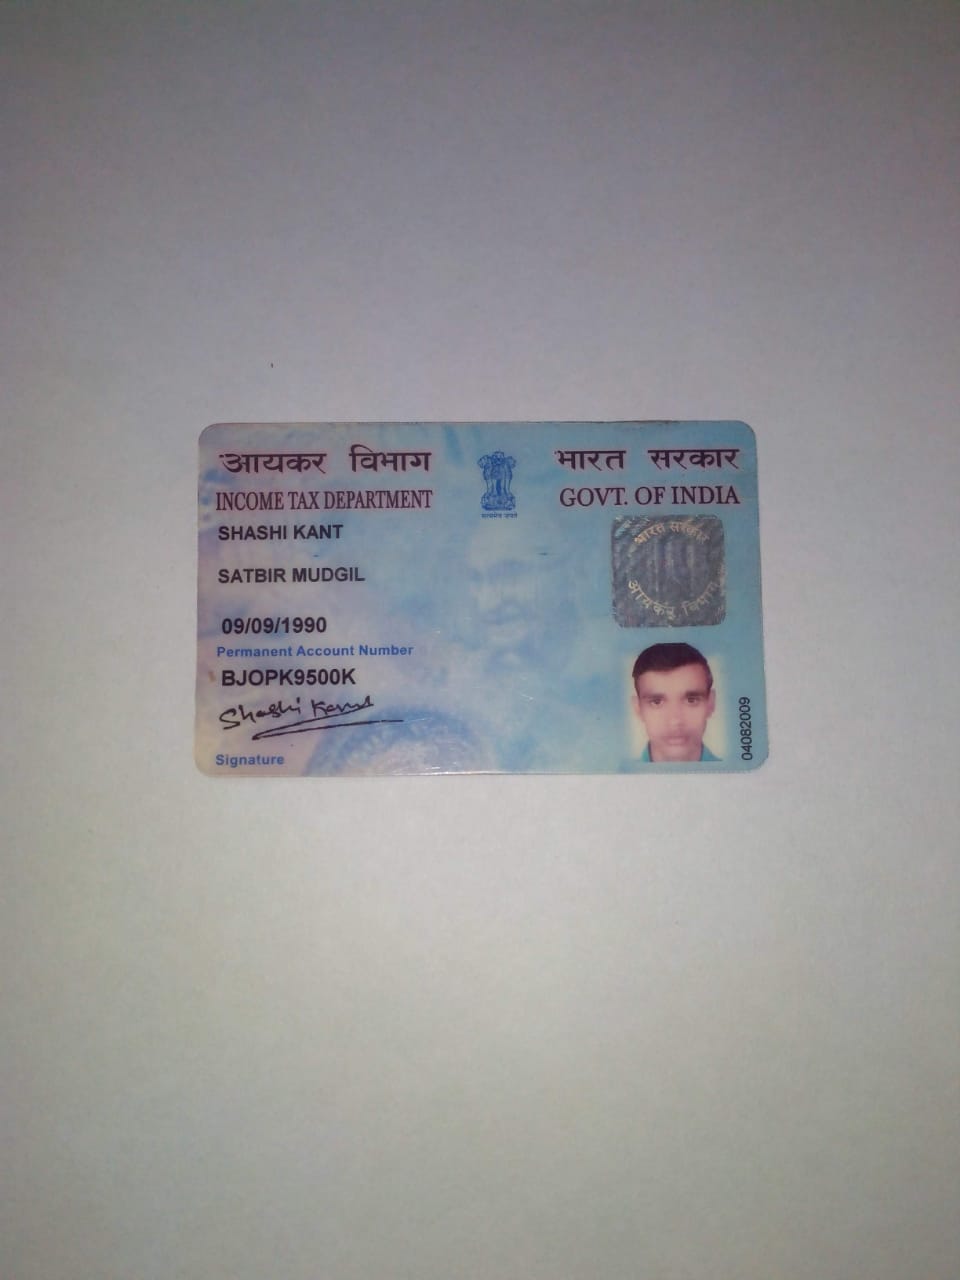 आयकर विभाग
INCOME TAX DEPARTMENT
भारत सरकार
GOVT. OF INDIA
सत्यमेव जयते
SHASHI KANT
SATBIR MUDGIL
09/09/1990
Permanent Account Number
BJOPK9500K
Shashi Kant
Signature
भारत सरकार
आयकर विभाग
04082009